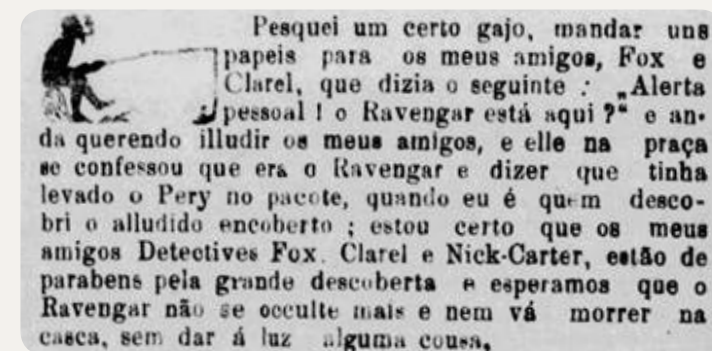 Pesquei um certo gajo, mandar uns
papeis para os meus amigos, Fox e
Clarel, que dizia o seguinte : „Alerta
pessoal ! o Ravengar está aqui ?“ e an-
da querendo illudir os meus amigos, e elle na praça
se confessou que era o Ravengar e dizer que tinha
levado o Pery no pacote, quando eu é quem desco-
bri o alludido encoberto ; estou certo que os meus
amigos Detectives Fox. Clarel e Nick-Carter, estão de
parabens pela grande descoberta e esperamos que o
Ravengar não se occulte mais e nem vá morrer na
casca, sem dar á luz alguma cousa,